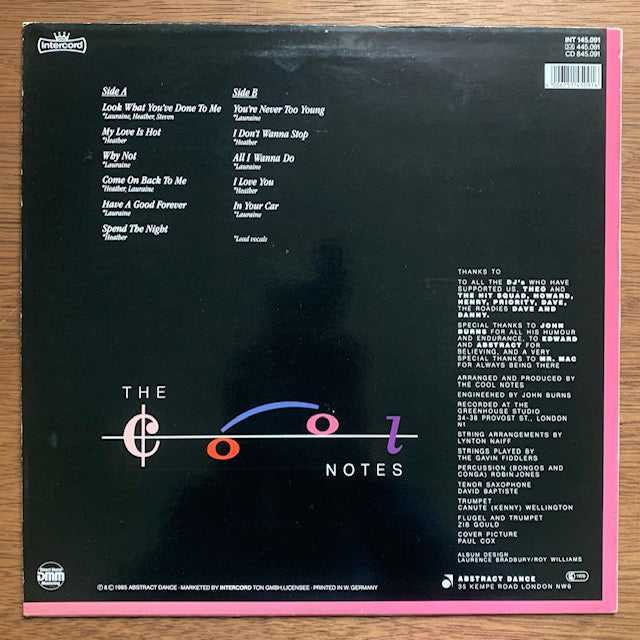 Intercord
INT 145.091
445.091
CD 845.091
Side A
Look What You've Done To Me
*Lauraine, Heather, Steven
My Love Is Hot
*Heather
Why Not
*Lauraine
Come On Back To Me
*Heather, Lauraine
Have A Good Forever
*Lauraine
Spend The Night
*Heather
Side B
You're Never Too Young
*Lauraine
I Don't Wanna Stop
*Heather
All I Wanna Do
*Lauraine
I Love You
*Heather
In Your Car
*Lauraine
*Lead vocals
THANKS TO
TO ALL THE DJ's WHO HAVE
SUPPORTED US, THEO AND
THE HIT SQUAD, HOWARD,
HENRY, PRIORITY, DAVE,
THE ROADIES DAVE AND
DANNY.
SPECIAL THANKS TO JOHN
BURNS FOR ALL HIS HUMOUR
AND ENDURANCE, TO EDWARD
AND ABSTRACT FOR
BELIEVING, AND A VERY
SPECIAL THANKS TO MR. MAC
FOR ALWAYS BEING THERE
ARRANGED AND PRODUCED BY
THE COOL NOTES
ENGINEERED BY JOHN BURNS
RECORDED AT THE
GREENHOUSE STUDIO
34-38 PROVOST ST., LONDON
N1
STRING ARRANGEMENTS BY
LYNTON NAIFF
STRINGS PLAYED BY
THE GAVIN FIDDLERS
PERCUSSION (BONGOS AND
CONGA) ROBIN JONES
TENOR SAXOPHONE
DAVID BAPTISTE
TRUMPET
CANUTE (KENNY) WELLINGTON
FLUGEL AND TRUMPET
ZIB GOULD
COVER PICTURE
PAUL COX
ALBUM DESIGN
LAURENCE BRADBURY/ROY WILLIAMS
THE
Cool
NOTES
DMM
℗ & © 1985 ABSTRACT DANCE - MARKETED BY INTERCORD TON GMBH, LICENSEE - PRINTED IN W. GERMANY
ABSTRACT DANCE
35 KEMPE ROAD LONDON NW6